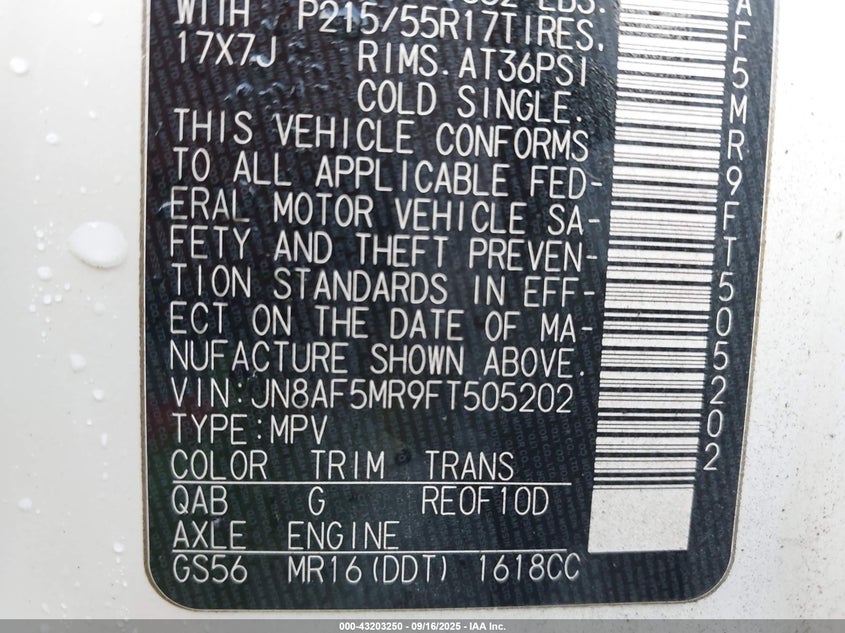 LBS.
WITH P215/55R17TIRES.
17X7J RIMS.AT36PSI
COLD SINGLE.
THIS VEHICLE CONFORMS
TO ALL APPLICABLE FED-
ERAL MOTOR VEHICLE SA-
FETY AND THEFT PREVEN-
TION STANDARDS IN EFF-
ECT ON THE DATE OF MA-
NUFACTURE SHOWN ABOVE.
VIN:JN8AF5MR9FT505202
TYPE:MPV
COLOR TRIM TRANS
QAB G RE0F10D
AXLE ENGINE
GS56 MR16(DDT) 1618CC
AF5MR9FT505202
000-43203250 - 09/16/2025 - IAA Inc.